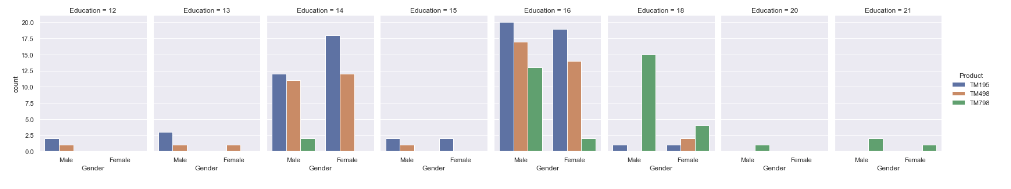 Education = 12
Education = 13
Education = 14
Education = 15
Education = 16
Education = 18
Education = 20
Education = 21
20.0
17.5
15.0
12.5
10.0
7.5
5.0
2.5
0.0
count
Male Female
Male Female
Male Female
Male Female
Male Female
Male Female
Male Female
Male Female
Gender
Gender
Gender
Gender
Gender
Gender
Gender
Gender
Product
TM195
TM498
TM798